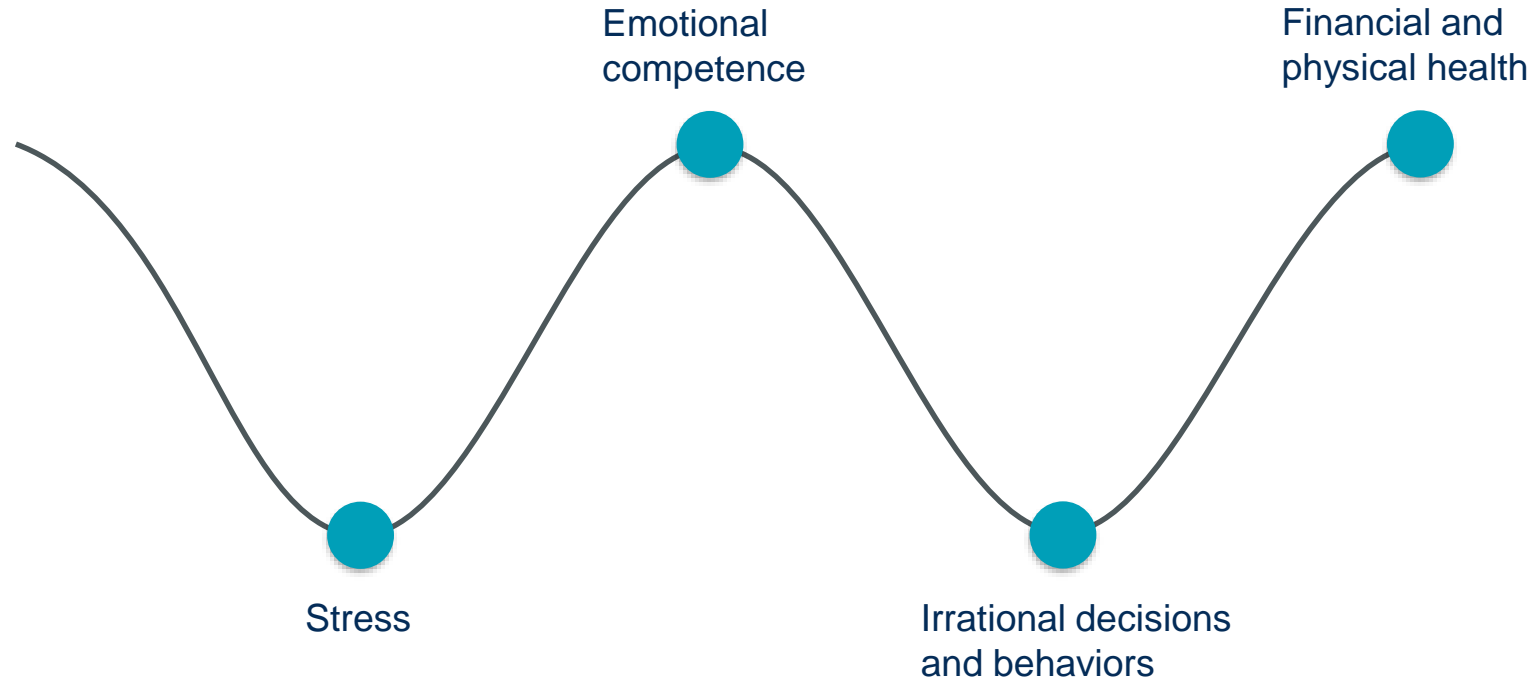 Emotional
competence
Financial and
physical health
Stress
Irrational decisions
and behaviors